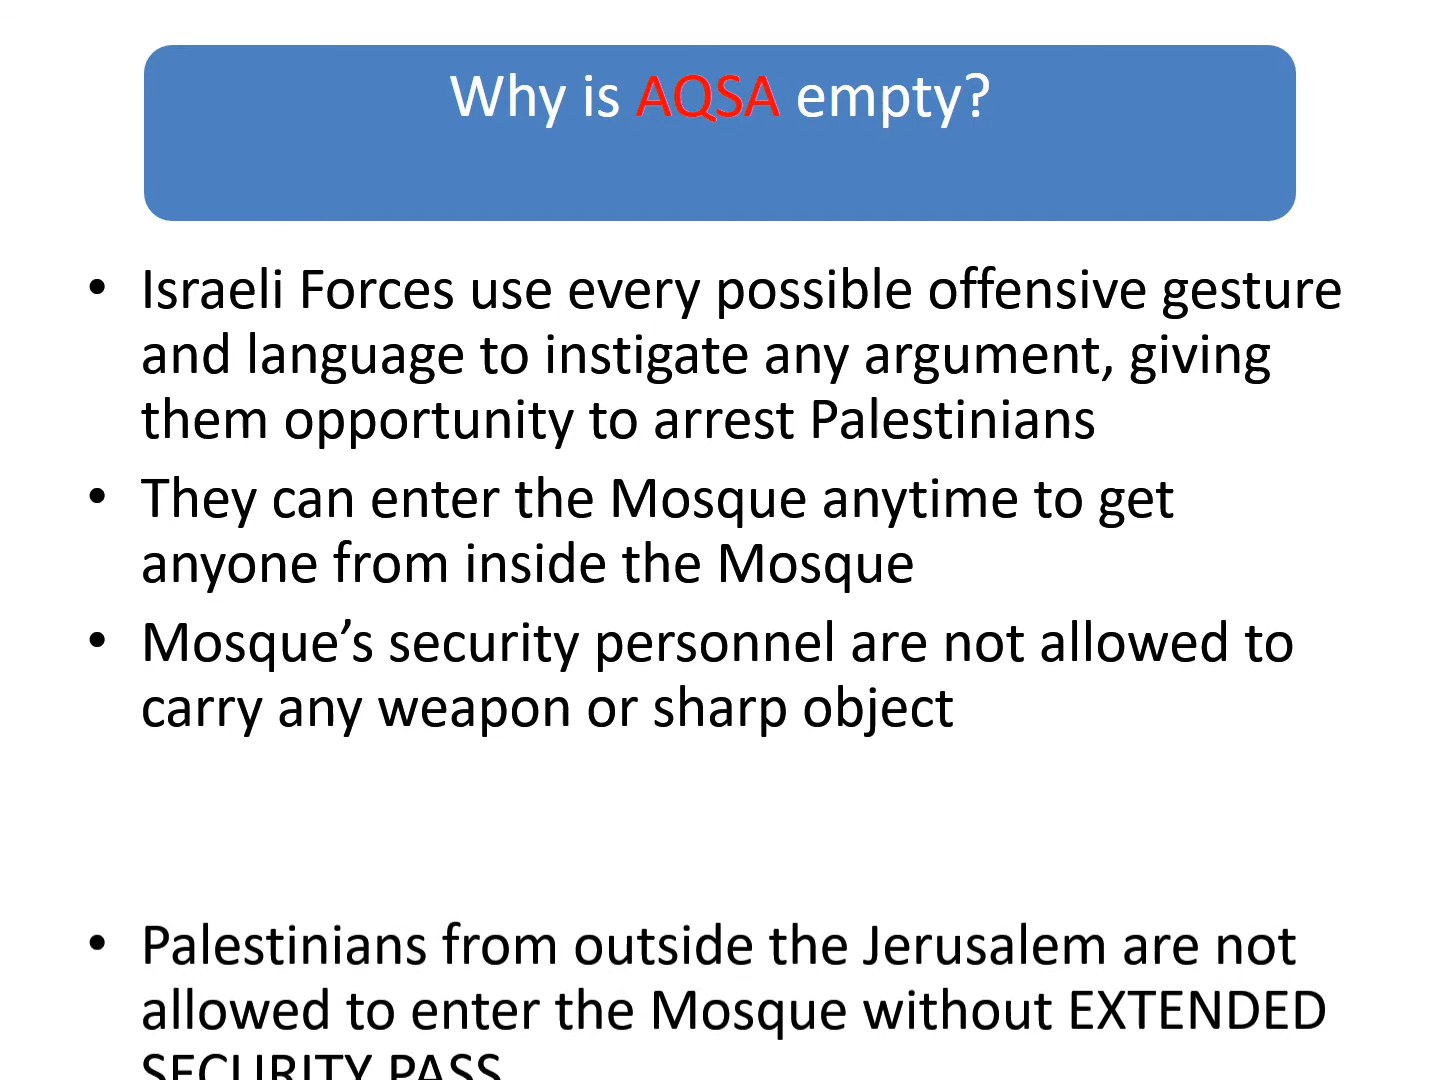 Why is AQSA empty?
• Israeli Forces use every possible offensive gesture
and language to instigate any argument, giving
them opportunity to arrest Palestinians
• They can enter the Mosque anytime to get
anyone from inside the Mosque
• Mosque’s security personnel are not allowed to
carry any weapon or sharp object
• Palestinians from outside the Jerusalem are not
allowed to enter the Mosque without EXTENDED
SECURITY PASS